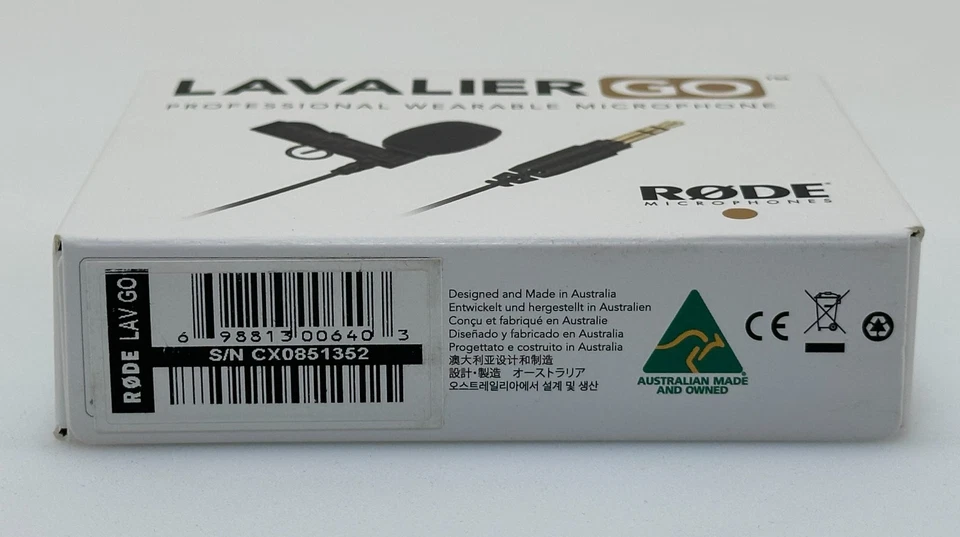 LAVALIER GO™
PROFESSIONAL WEARABLE MICROPHONE
RØDE
MICROPHONES
RØDE LAV GO
6 98813 00640 3
S/N CX0851352
Designed and Made in Australia
Entwickelt und hergestellt in Australien
Conçu et fabriqué en Australie
Diseñado y fabricado en Australia
Progettato e costruito in Australia
澳大利亚设计和制造
設計・製造 オーストラリア
오스트레일리아에서 설계 및 생산
AUSTRALIAN MADE
AND OWNED
CE